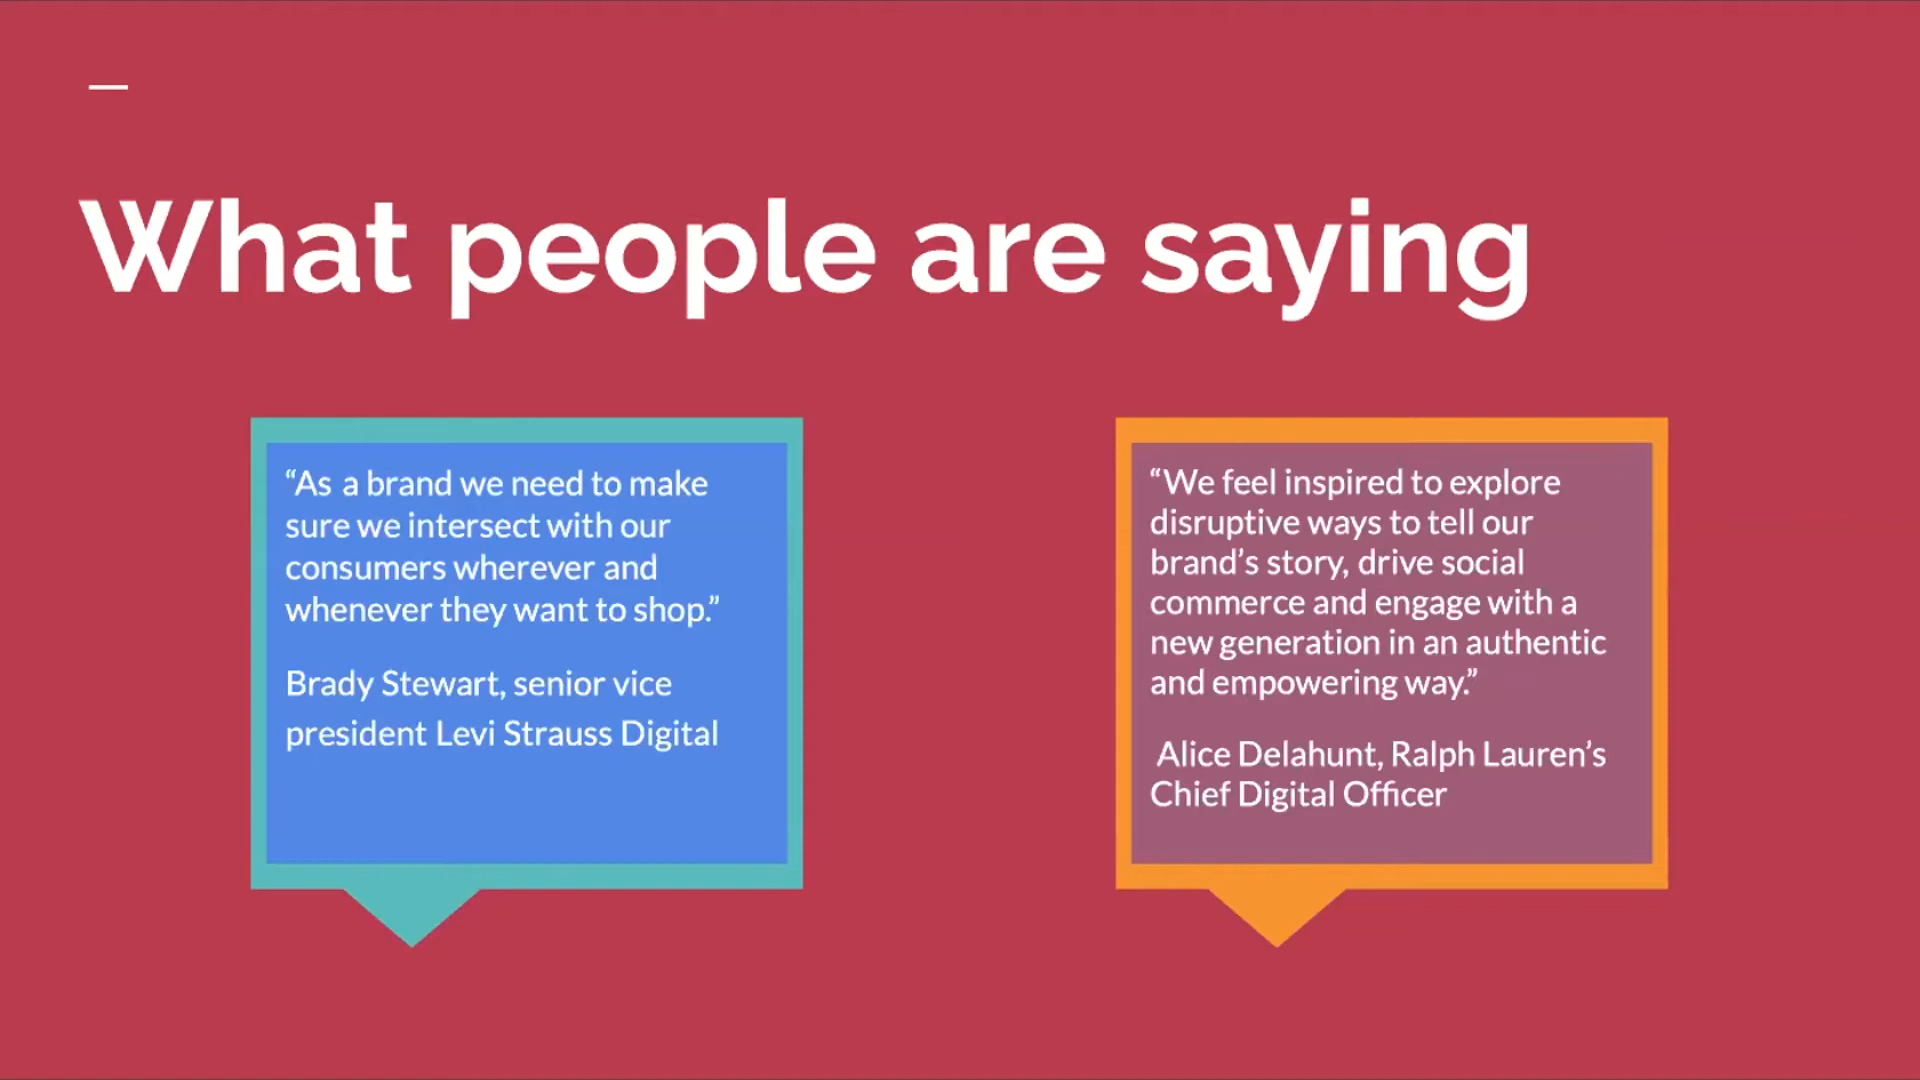 What people are saying
“As a brand we need to make
sure we intersect with our
consumers wherever and
whenever they want to shop.”
Brady Stewart, senior vice
president Levi Strauss Digital
“We feel inspired to explore
disruptive ways to tell our
brand’s story, drive social
commerce and engage with a
new generation in an authentic
and empowering way.”
Alice Delahunt, Ralph Lauren’s
Chief Digital Officer